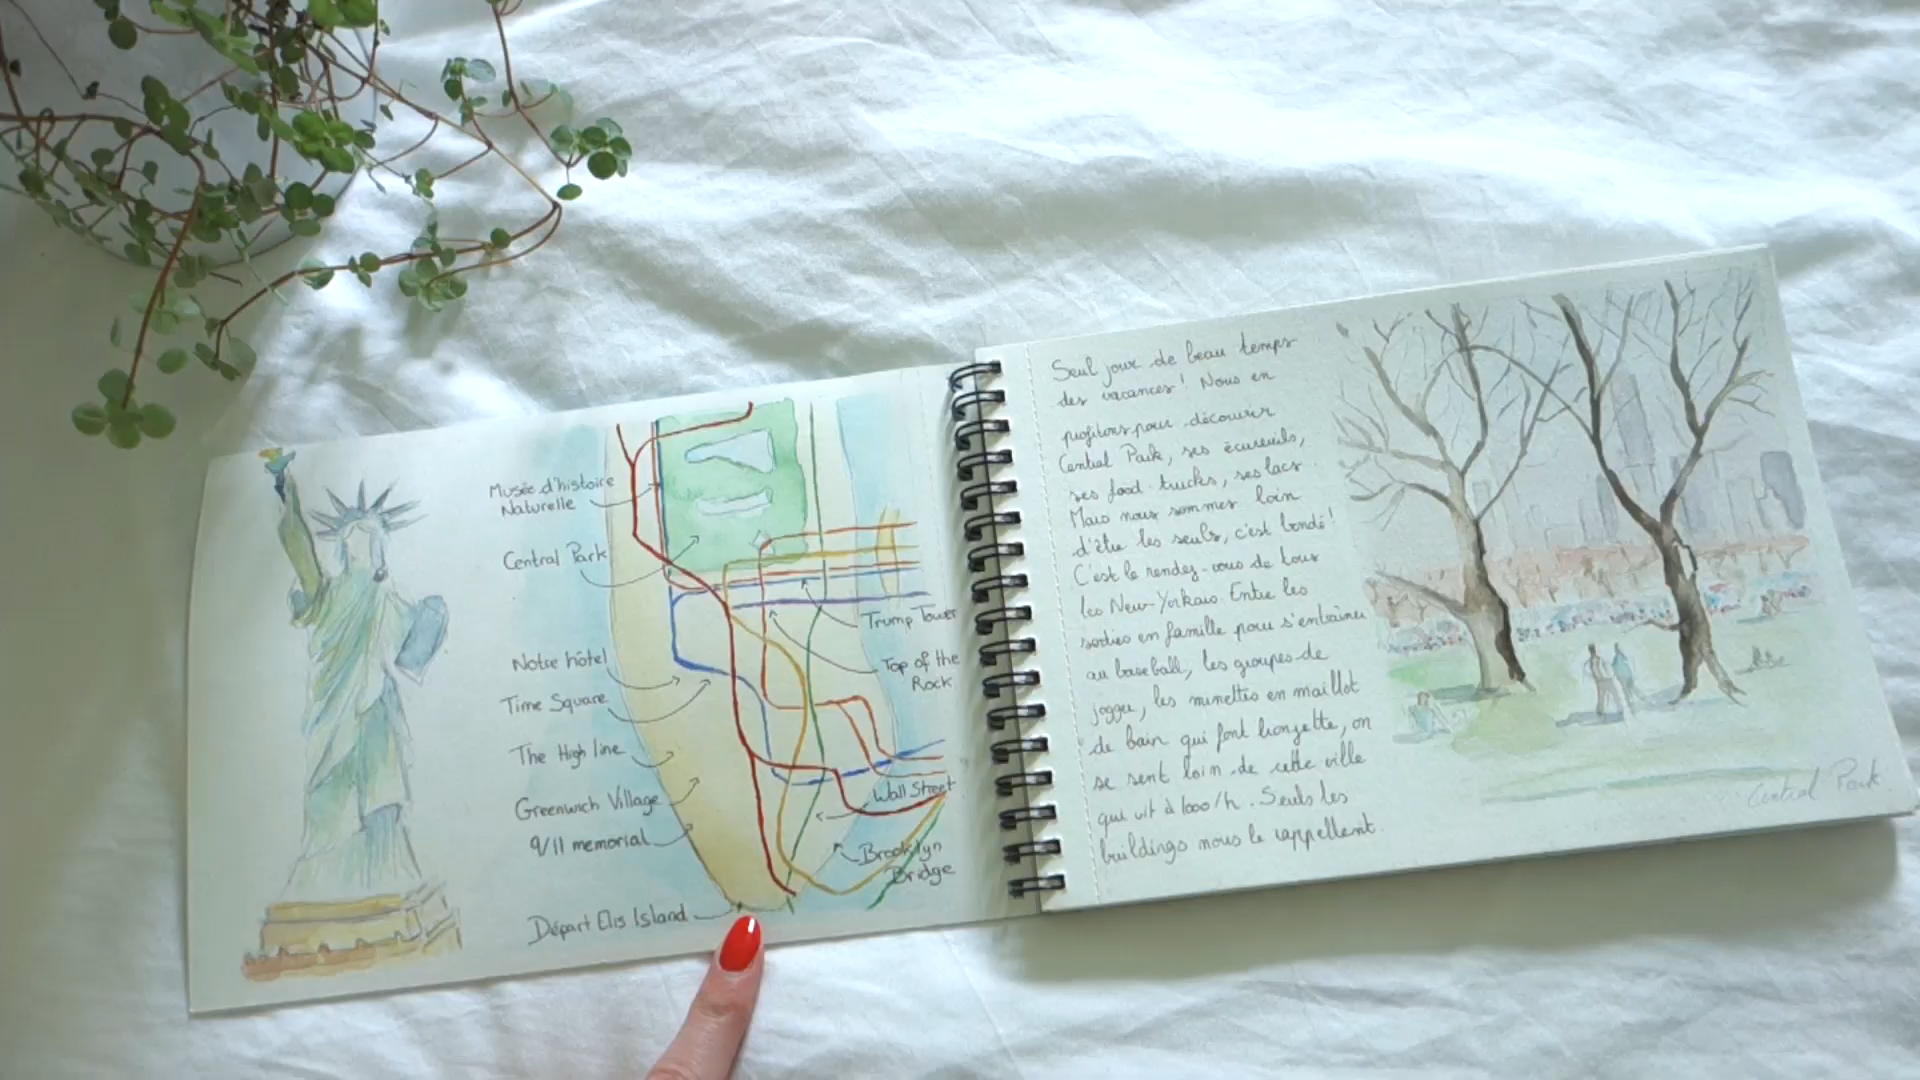 Musée d'histoire
Naturelle
Central Park
Notre hôtel
Time Square
The High line
Greenwich Village
9/11 memorial
Départ Elis Island
Trump Tower
Top of the
Rock
Wall Street
Brooklyn
Bridge
Seul jour de beau temps
des vacances! Nous en
profitons pour découvrir
Central Park, ses écureuils,
ses food-trucks, ses lacs.
Mais nous sommes loin
d'être les seuls, c'est bondé!
C'est le rendez-vous de tous
les New-Yorkais. Entre les
sorties en famille pour s'entraîner
au baseball, les groupes de
jogger, les minettes en maillot
de bain qui font bronzette, on
se sent loin de cette ville
qui vit à 1000/h. Seuls les
buildings nous le rappellent.
Central Park.